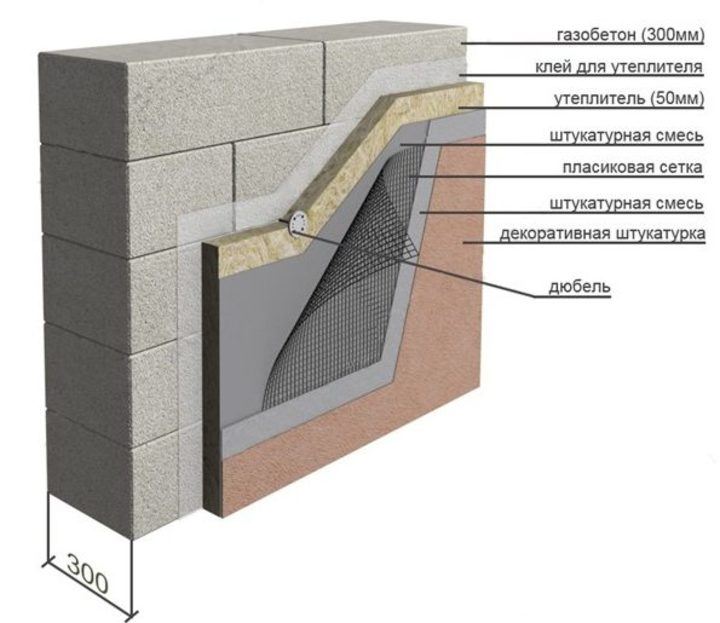 газобетон (300мм)
клей для утеплителя
утеплитель (50мм)
штукатурная смесь
пласиковая сетка
штукатурная смесь
декоративная штукатурка
дюбель
300